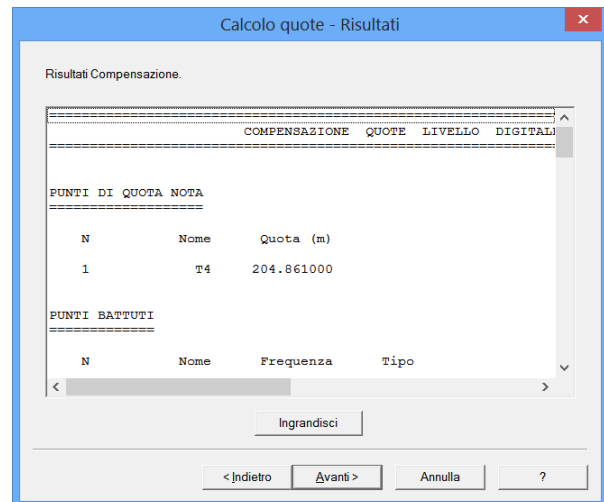 Calcolo quote - Risultati
Risultati Compensazione.
COMPENSAZIONE QUOTE LIVELLO DIGITAL
PUNTI DI QUOTA NOTA
N Nome Quota (m)
1 T4 204.861000
PUNTI BATTUTI
N Nome Frequenza Tipo
Ingrandisci
< Indietro Avanti > Annulla ?